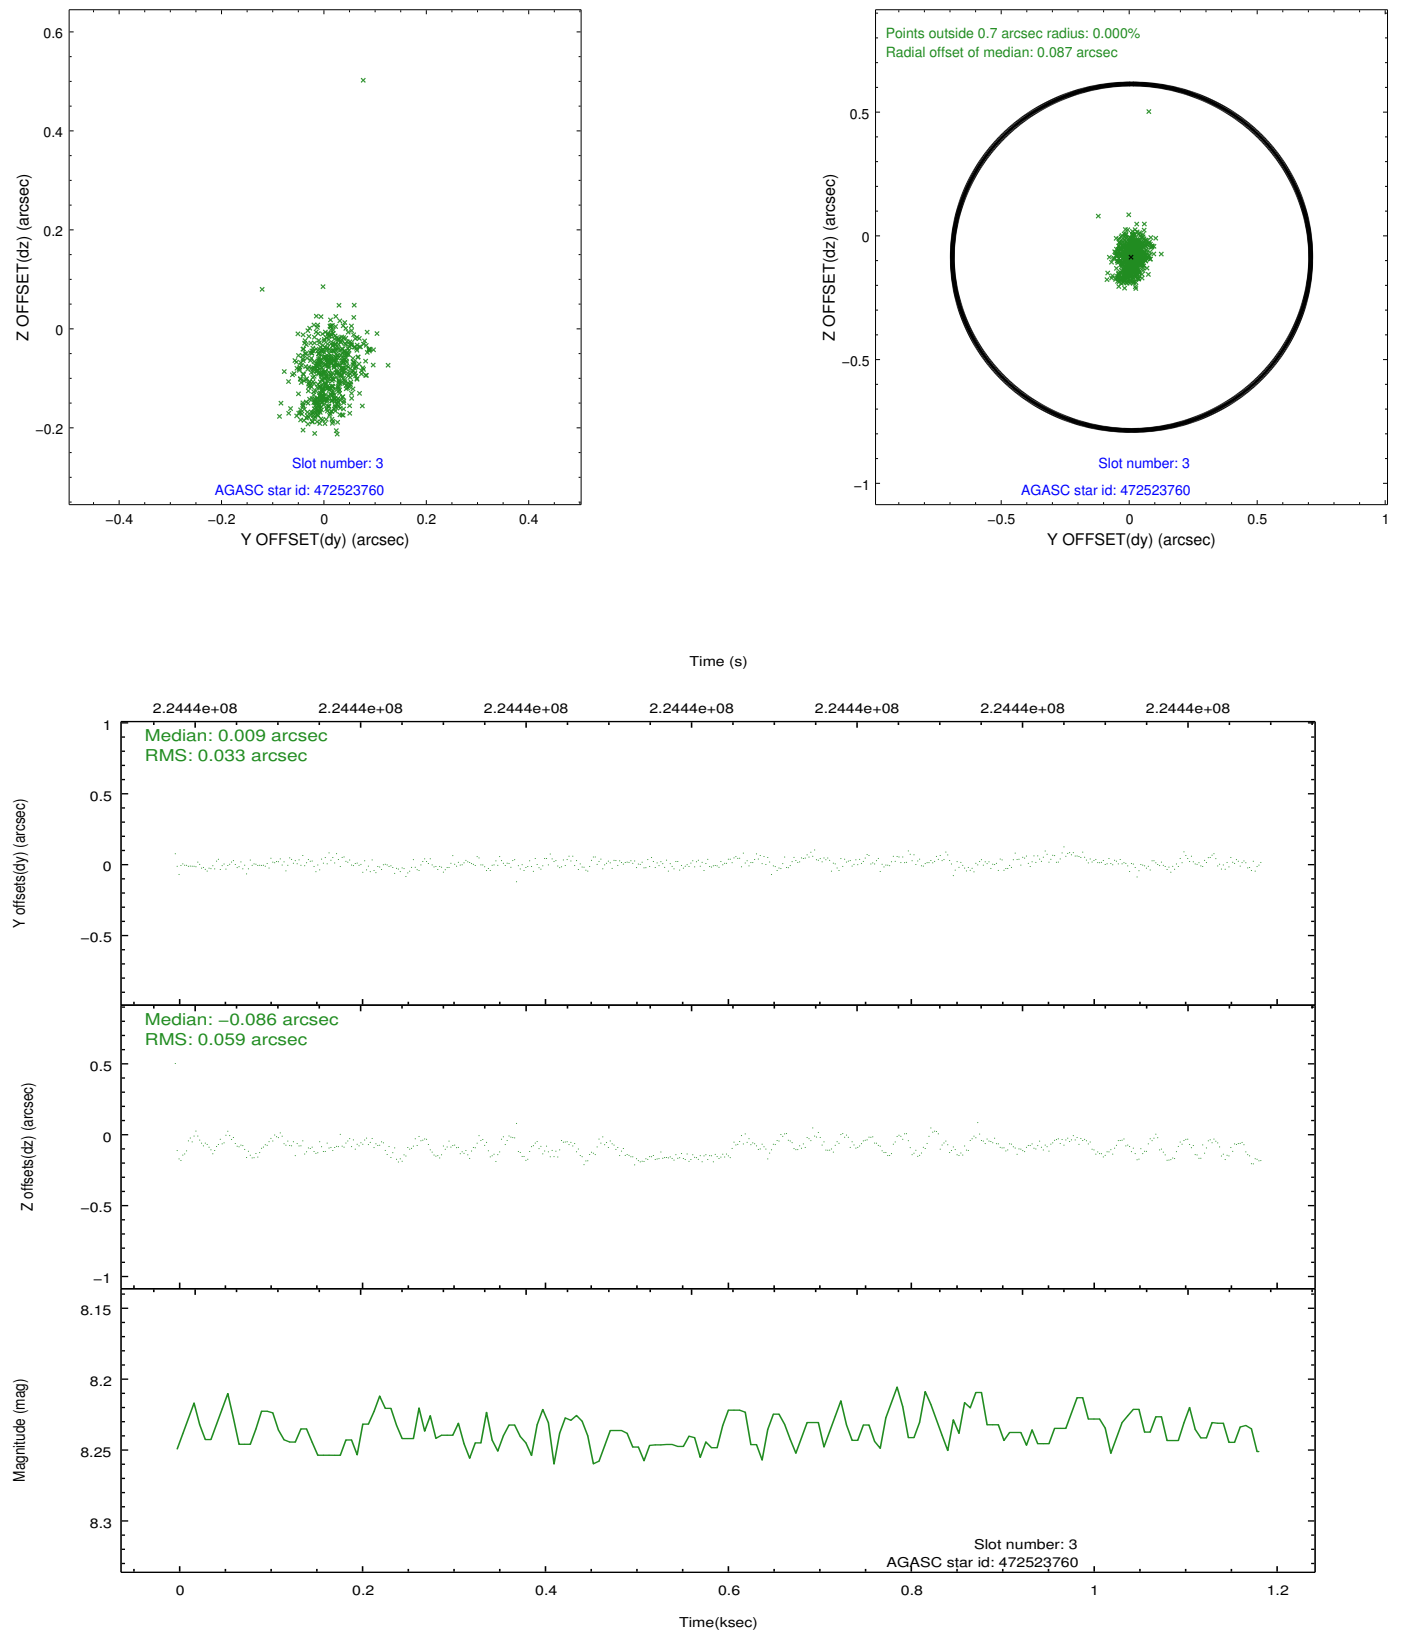 0.6
0.4
0.2
0
−0.2
Z OFFSET(dz) (arcsec)
Slot number: 3
AGASC star id: 472523760
−0.4 −0.2 0 0.2 0.4
Y OFFSET(dy) (arcsec)
Points outside 0.7 arcsec radius: 0.000%
Radial offset of median: 0.087 arcsec
0.5
0
−0.5
−1
Z OFFSET(dz) (arcsec)
Slot number: 3
AGASC star id: 472523760
−0.5 0 0.5 1
Y OFFSET(dy) (arcsec)
Time (s)
2.2444e+08 2.2444e+08 2.2444e+08 2.2444e+08 2.2444e+08 2.2444e+08 2.2444e+08
Median: 0.009 arcsec
RMS: 0.033 arcsec
1
0.5
0
−0.5
Y offsets(dy) (arcsec)
Median: −0.086 arcsec
RMS: 0.059 arcsec
0.5
0
−0.5
−1
Z offsets(dz) (arcsec)
8.15
8.2
8.25
8.3
Magnitude (mag)
Slot number: 3
AGASC star id: 472523760
0 0.2 0.4 0.6 0.8 1 1.2
Time(ksec)